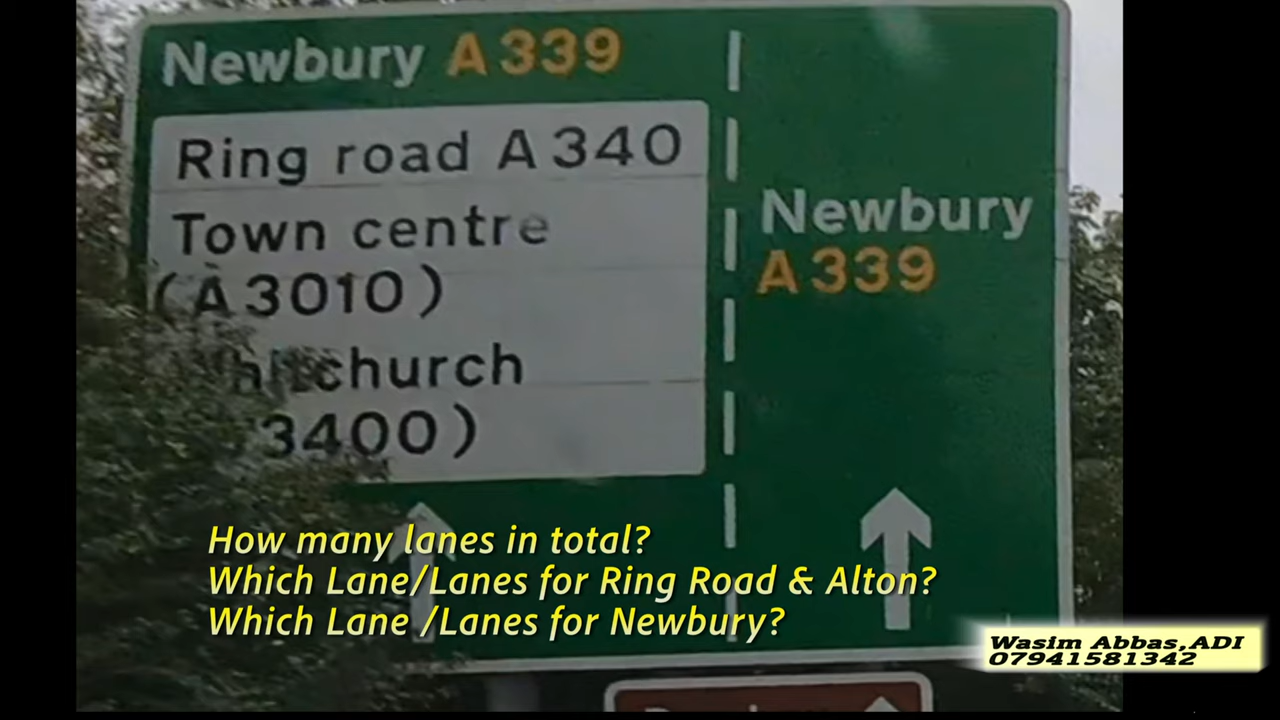 Newbury A339
Ring road A340
Town centre
(A3010)
Whitchurch
3400)
Newbury
A339
How many lanes in total?
Which Lane/Lanes for Ring Road & Alton?
Which Lane /Lanes for Newbury?
Wasim Abbas,ADI
07941581342